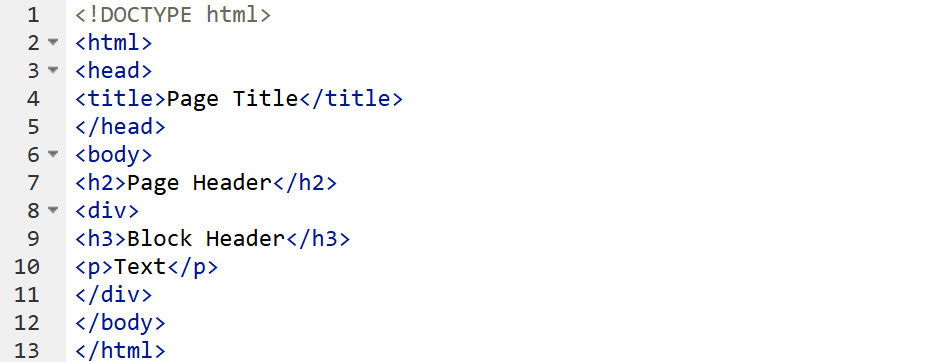 1 <!DOCTYPE html>
2 <html>
3 <head>
4 <title>Page Title</title>
5 </head>
6 <body>
7 <h2>Page Header</h2>
8 <div>
9 <h3>Block Header</h3>
10 <p>Text</p>
11 </div>
12 </body>
13 </html>